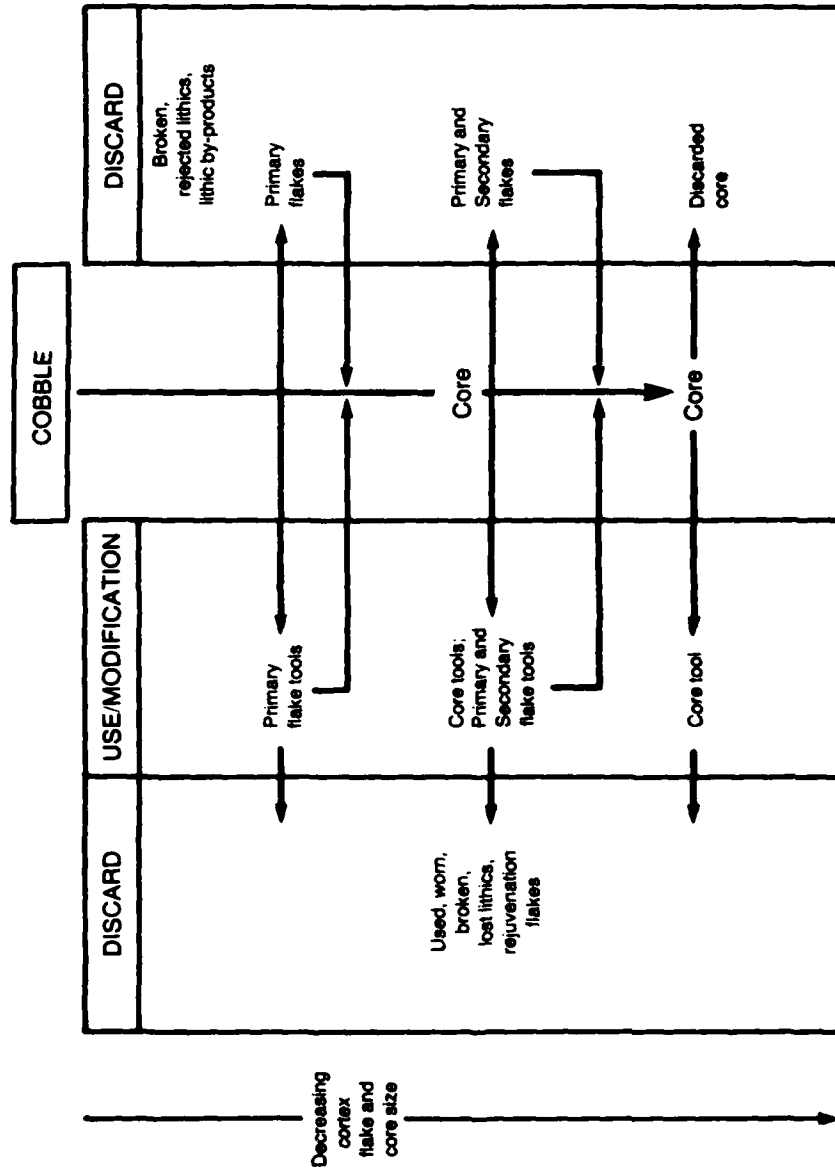 COBBLE
DISCARD
USE/MODIFICATION
DISCARD
Broken,
rejected lithics,
lithic by-products
Decreasing
cortex
flake and
core size
Primary
flake tools
Primary
flakes
Used, worn,
broken,
lost lithics,
rejuvenation
flakes
Core tools;
Primary and
Secondary
flake tools
Core
Primary and
Secondary
flakes
Core tool
Core
Discarded
core